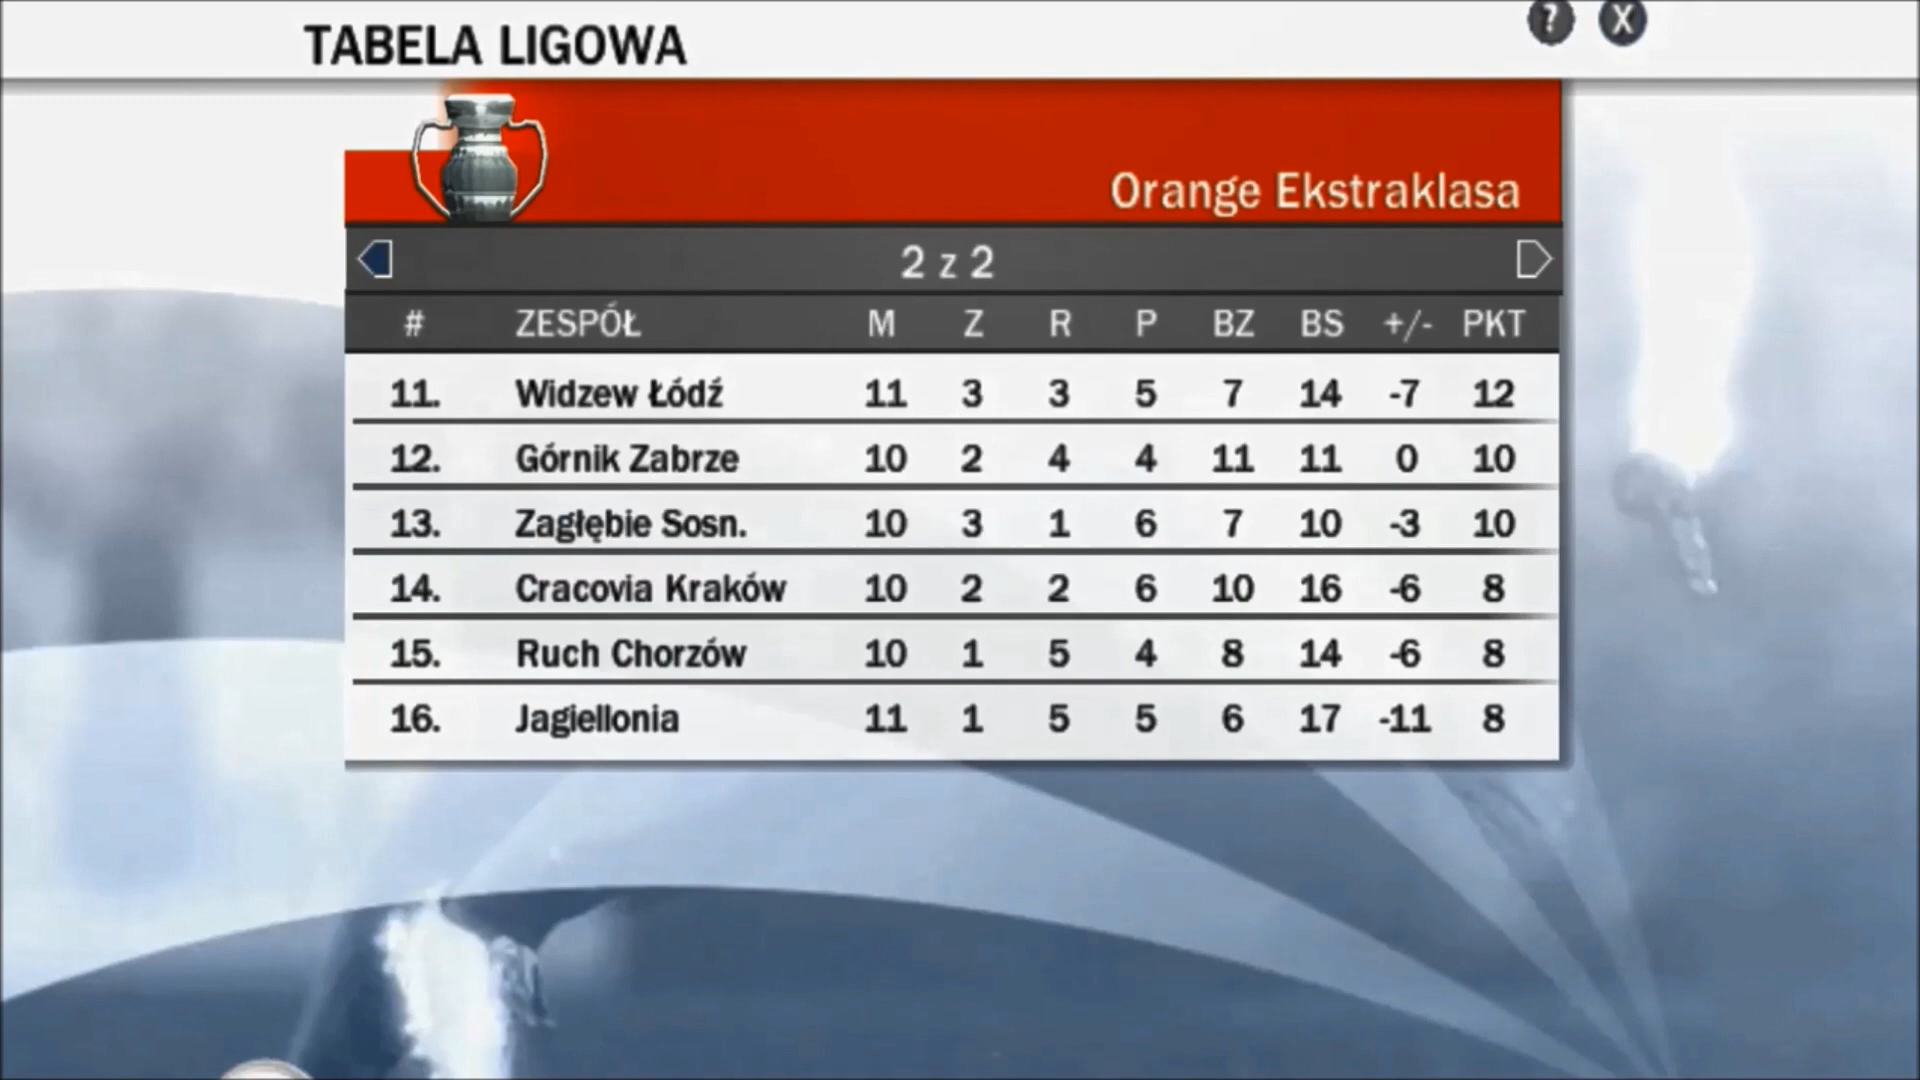 ? X
TABELA LIGOWA
Orange Ekstraklasa
2 z 2
# ZESPÓŁ M Z R P BZ BS +/- PKT
11. Widzew Łódź 11 3 3 5 7 14 -7 12
12. Górnik Zabrze 10 2 4 4 11 11 0 10
13. Zagłębie Sosn. 10 3 1 6 7 10 -3 10
14. Cracovia Kraków 10 2 2 6 10 16 -6 8
15. Ruch Chorzów 10 1 5 4 8 14 -6 8
16. Jagiellonia 11 1 5 5 6 17 -11 8